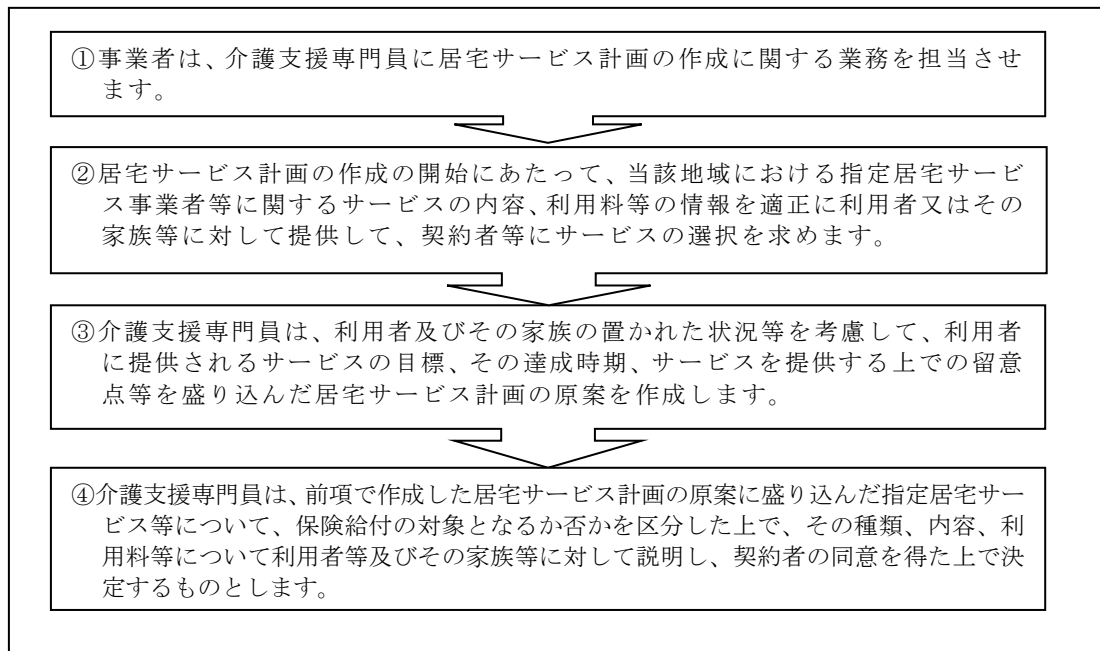 ①事業者は、介護支援専門員に居宅サービス計画の作成に関する業務を担当させ
ます。
②居宅サービス計画の作成の開始にあたって、当該地域における指定居宅サービ
ス事業者等に関するサービスの内容、利用料等の情報を適正に利用者又はその
家族等に対して提供して、契約者等にサービスの選択を求めます。
③介護支援専門員は、利用者及びその家族の置かれた状況等を考慮して、利用者
に提供されるサービスの目標、その達成時期、サービスを提供する上での留意
点等を盛り込んだ居宅サービス計画の原案を作成します。
④介護支援専門員は、前項で作成した居宅サービス計画の原案に盛り込んだ指定居宅サー
ビス等について、保険給付の対象となるか否かを区分した上で、その種類、内容、利
用料等について利用者等及びその家族等に対して説明し、契約者の同意を得た上で決
定するものとします。